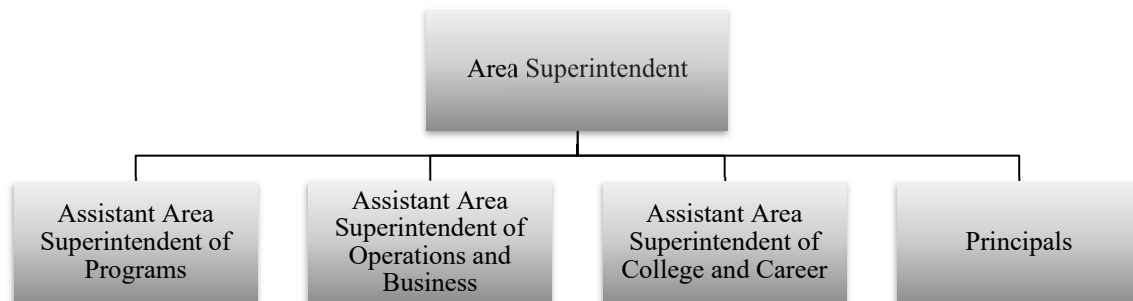 Area Superintendent
Assistant Area
Superintendent of
Programs
Assistant Area
Superintendent of
Operations and
Business
Assistant Area
Superintendent of
College and Career
Principals